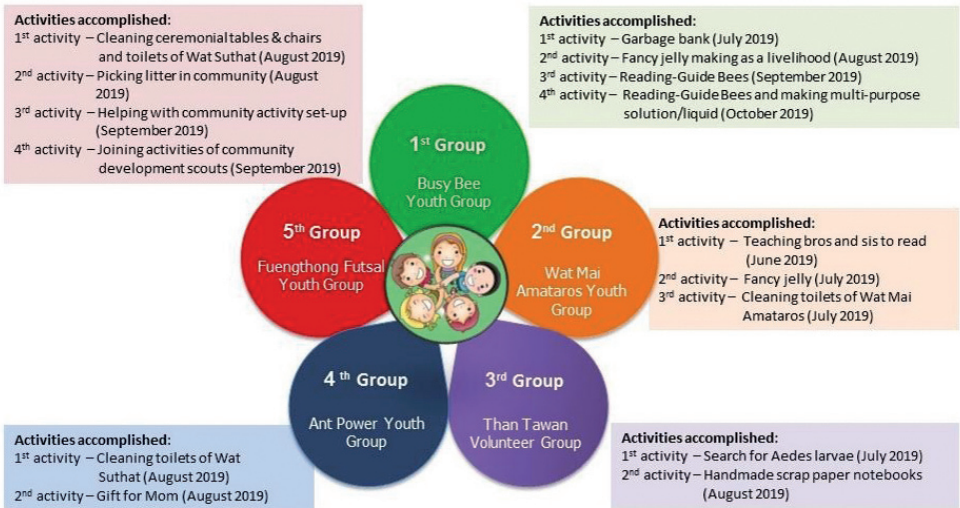 Activities accomplished:
1st activity – Cleaning ceremonial tables & chairs
and toilets of Wat Suthat (August 2019)
2nd activity – Picking litter in community (August
2019)
3rd activity – Helping with community activity set-up
(September 2019)
4th activity – Joining activities of community
development scouts (September 2019)
Activities accomplished:
1st activity – Garbage bank (July 2019)
2nd activity – Fancy jelly making as a livelihood (August 2019)
3rd activity – Reading-Guide Bees (September 2019)
4th activity – Reading-Guide Bees and making multi-purpose
solution/liquid (October 2019)
1st Group
Busy Bee
Youth Group
5th Group
Fuengthong Futsal
Youth Group
2nd Group
Wat Mai
Amataros Youth
Group
Activities accomplished:
1st activity – Teaching bros and sis to read
(June 2019)
2nd activity – Fancy jelly (July 2019)
3rd activity – Cleaning toilets of Wat Mai
Amataros (July 2019)
4 th Group
Ant Power Youth
Group
3rd Group
Than Tawan
Volunteer Group
Activities accomplished:
1st activity – Cleaning toilets of Wat
Suthat (August 2019)
2nd activity – Gift for Mom (August 2019)
Activities accomplished:
1st activity – Search for Aedes larvae (July 2019)
2nd activity – Handmade scrap paper notebooks
(August 2019)